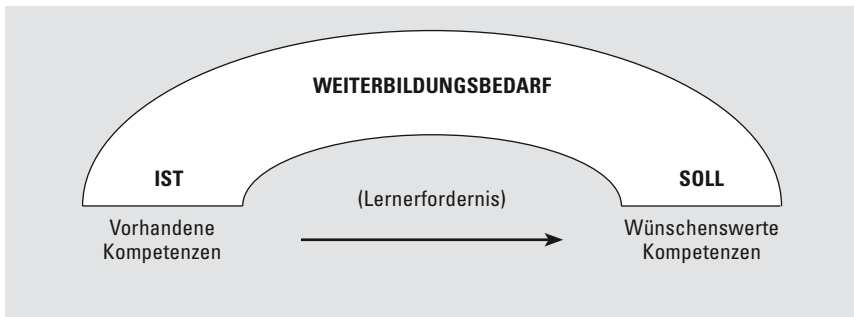 WEITERBILDUNGSBEDARF
IST
SOLL
(Lernerfordernis)
Vorhandene
Kompetenzen
Wünschenswerte
Kompetenzen